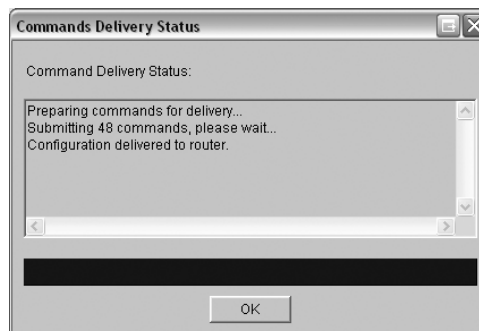 Commands Delivery Status
Command Delivery Status:
Preparing commands for delivery...
Submitting 48 commands, please wait...
Configuration delivered to router.
OK